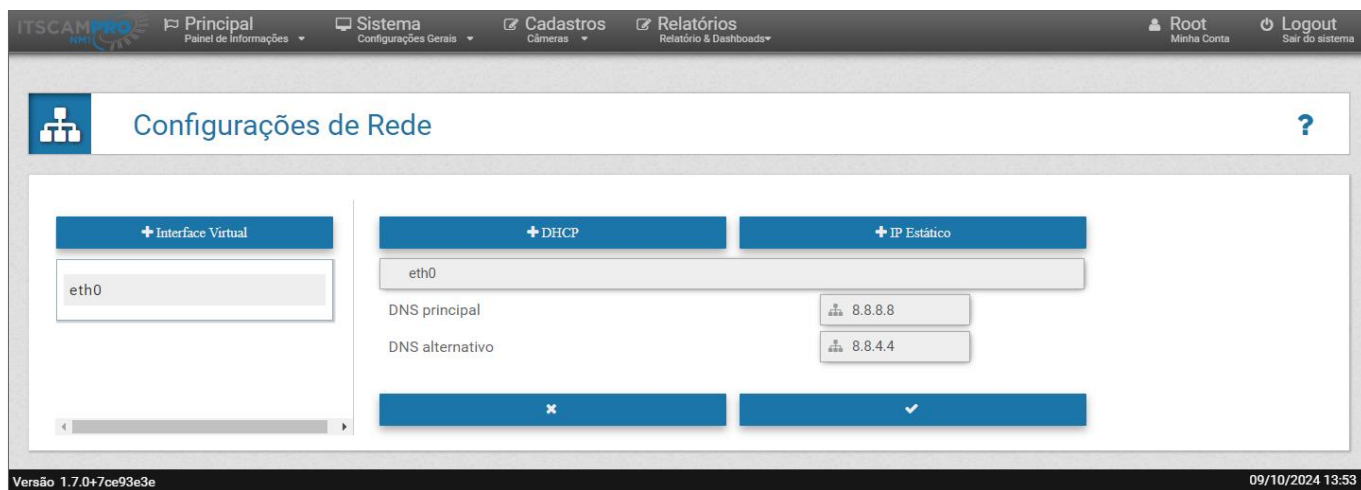 ITSCAMPRO
NM1
Principal
Painel de Informações
Sistema
Configurações Gerais
Cadastros
Câmeras
Relatórios
Relatório & Dashboads
Root
Minha Conta
Logout
Sair do sistema
Configurações de Rede
?
Interface Virtual
DHCP
IP Estático
eth0
eth0
DNS principal
8.8.8.8
DNS alternativo
8.8.4.4
Versão 1.7.0+7ce93e3e
09/10/2024 13:53